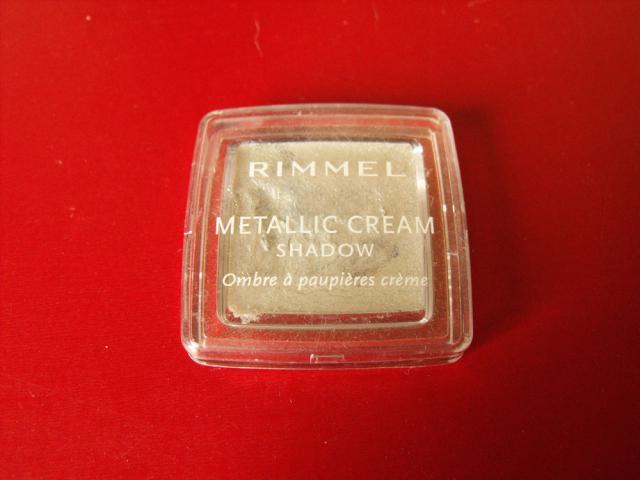 RIMMEL
METALLIC CREAM
SHADOW
Ombre à paupières crème